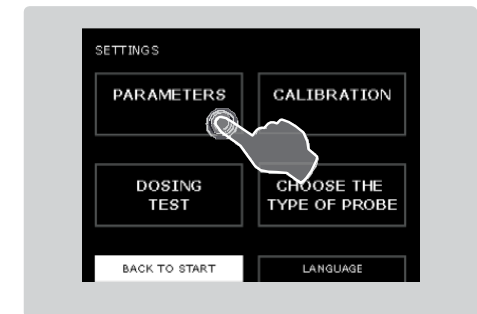 SETTINGS
PARAMETERS
CALIBRATION
DOSING
TEST
CHOOSE THE
TYPE OF PROBE
BACK TO START
LANGUAGE